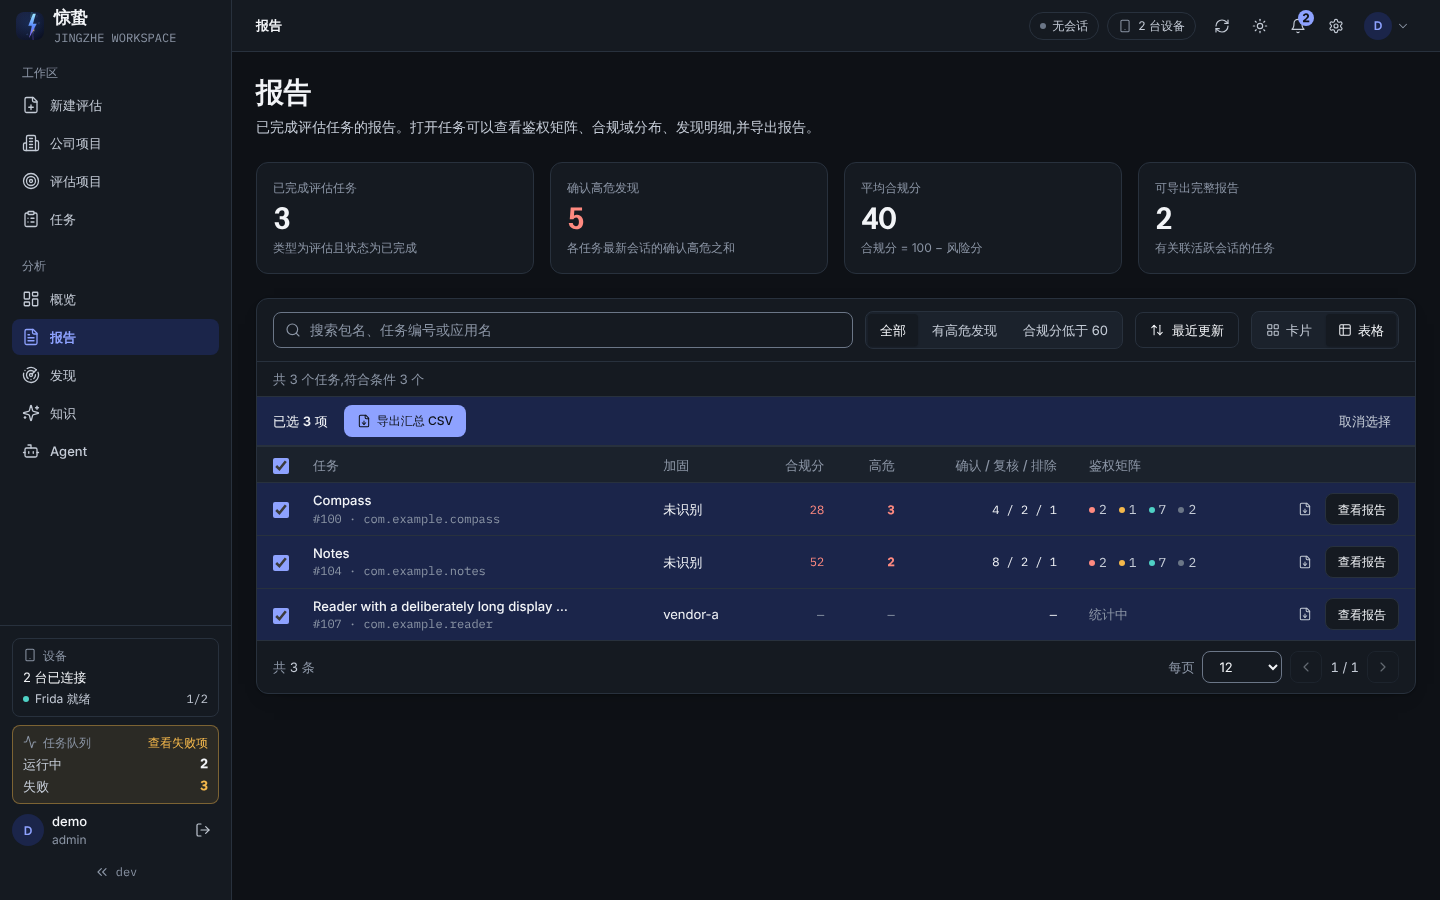 惊蛰
JINGZHE WORKSPACE
工作区
新建评估
公司项目
评估项目
任务
分析
概览
报告
发现
知识
Agent
设备
2 台已连接
Frida 就绪 1/2
任务队列 查看失败项
运行中 2
失败 3
D demo
admin
dev
报告 无会话 2 台设备 2 D
报告
已完成评估任务的报告。打开任务可以查看鉴权矩阵、合规域分布、发现明细,并导出报告。
已完成评估任务
3
类型为评估且状态为已完成
确认高危发现
5
各任务最新会话的确认高危之和
平均合规分
40
合规分 = 100 − 风险分
可导出完整报告
2
有关联活跃会话的任务
搜索包名、任务编号或应用名 全部 有高危发现 合规分低于 60 最近更新 卡片 表格
共 3 个任务,符合条件 3 个
已选 3 项 导出汇总 CSV 取消选择
任务 加固 合规分 高危 确认 / 复核 / 排除 鉴权矩阵
Compass
#100 · com.example.compass 未识别 28 3 4 / 2 / 1 2 1 7 2 查看报告
Notes
#104 · com.example.notes 未识别 52 2 8 / 2 / 1 2 1 7 2 查看报告
Reader with a deliberately long display ...
#107 · com.example.reader vendor-a – – – 统计中 查看报告
共 3 条 每页 12 1 / 1